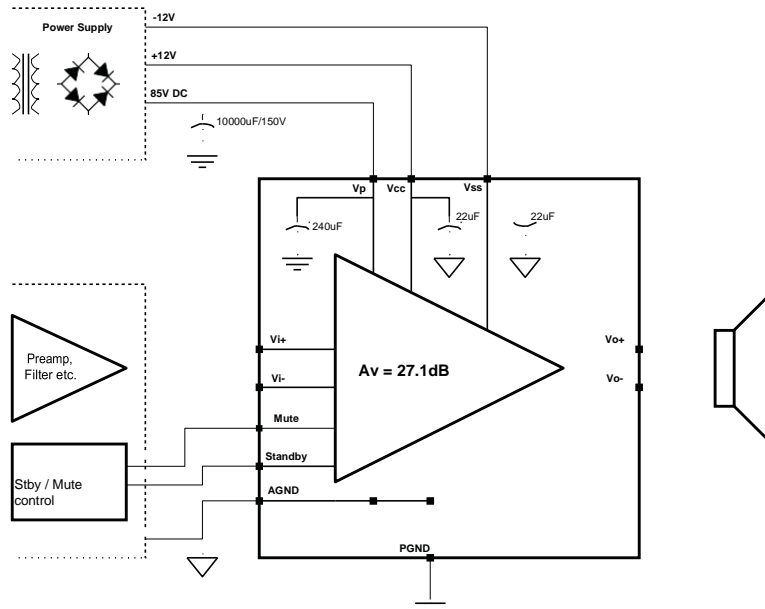 Power Supply
-12V
+12V
85V DC
10000uF/150V
Vp
Vcc
Vss
240uF
22uF
22uF
Preamp,
Filter etc.
Vi+
Vi-
Av = 27.1dB
Vo+
Vo-
Mute
Standby
Stby / Mute
control
AGND
PGND